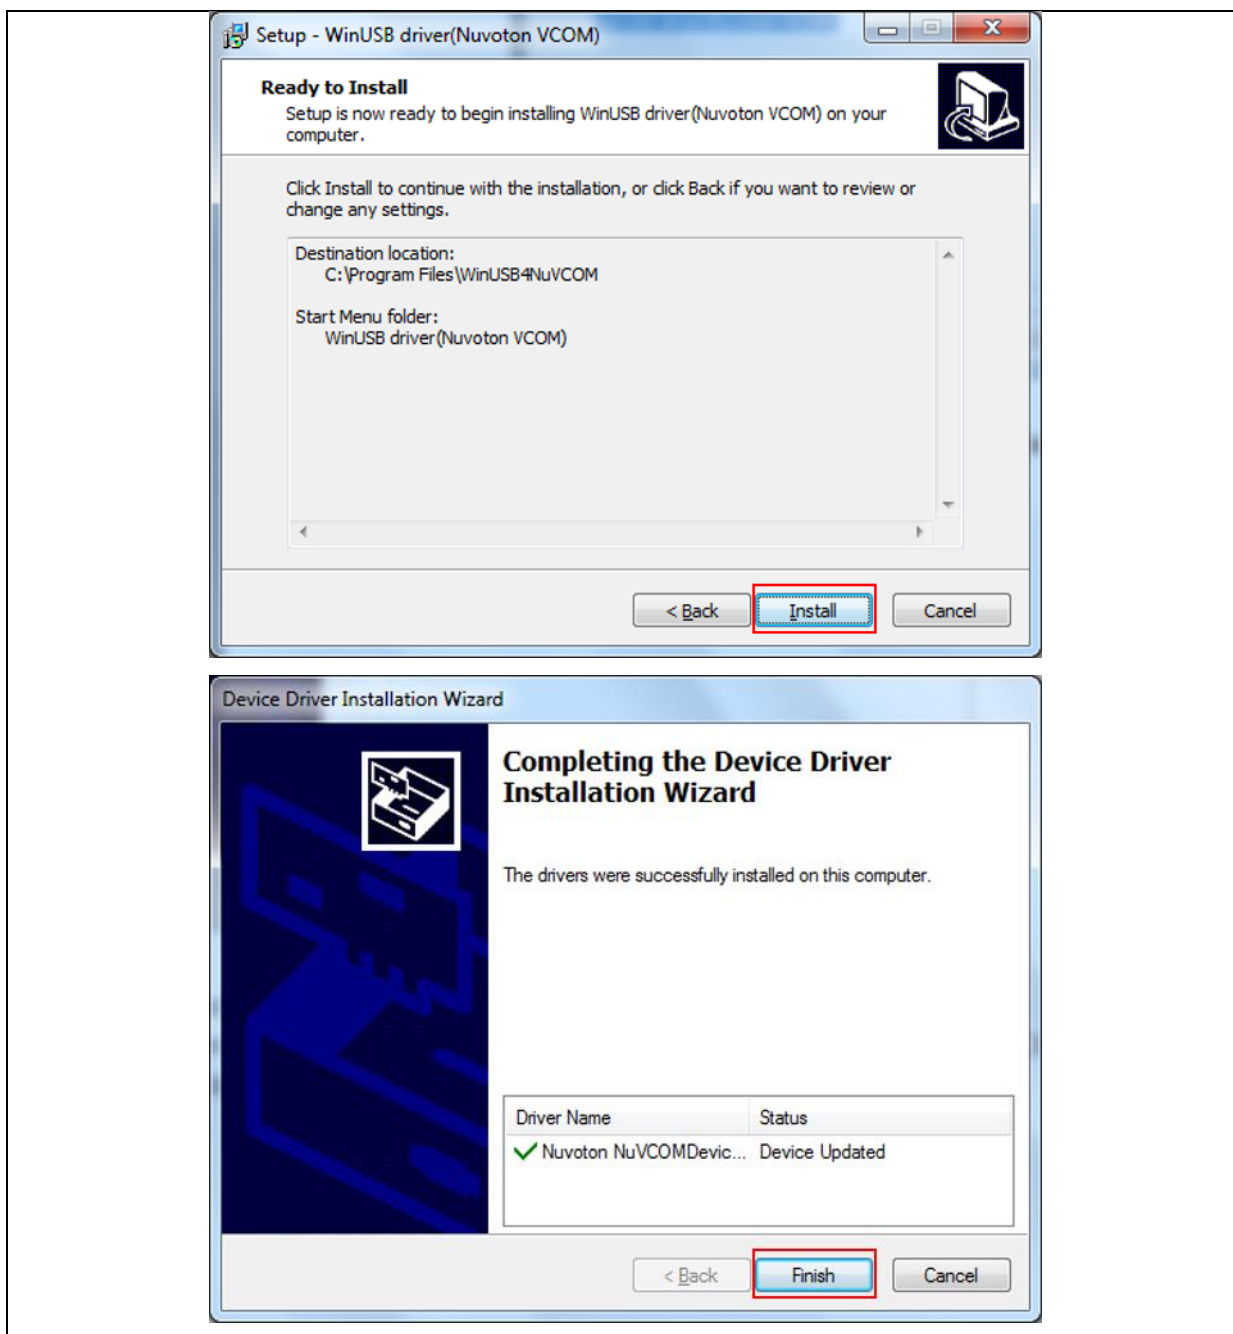 Setup - WinUSB driver(Nuvoton VCOM)
Ready to Install
Setup is now ready to begin installing WinUSB driver(Nuvoton VCOM) on your
computer.
Click Install to continue with the installation, or click Back if you want to review or
change any settings.
Destination location:
C:\Program Files\WinUSB4NuVCOM
Start Menu folder:
WinUSB driver(Nuvoton VCOM)
< Back
Install
Cancel
Device Driver Installation Wizard
Completing the Device Driver
Installation Wizard
The drivers were successfully installed on this computer.
Driver Name Status
Nuvoton NuVCOMDevic... Device Updated
< Back
Finish
Cancel